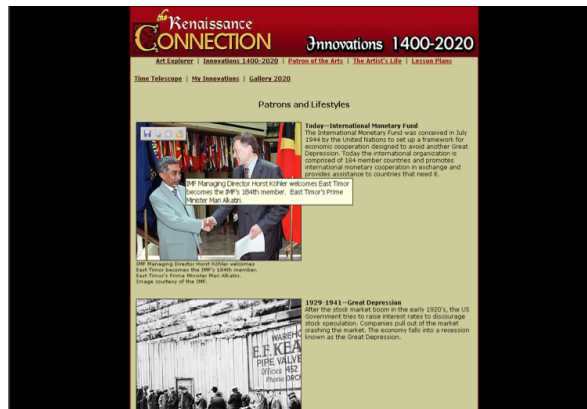 the Renaissance
CONNECTION
Innovations 1400-2020
Art Explorer | Innovations 1400-2020 | Patron of the Arts | The Artist's Life | Lesson Plans
Time Telescope | My Innovations | Gallery 2020
Patrons and Lifestyles
Today—International Monetary Fund
The International Monetary Fund was conceived in July
1944 by the United Nations to set up a framework for
economic cooperation designed to avoid another Great
Depression. Today the international organization is
comprised of 184 member countries and promotes
international monetary cooperation in exchange and
provides assistance to countries that need it.
IMF Managing Director Horst Köhler welcomes East Timor
becomes the IMF's 184th member. East Timor's Prime
Minister Mari Alkatiri.
IMF Managing Director Horst Köhler welcomes
East Timor becomes the IMF's 184th member.
East Timor's Prime Minister Mari Alkatiri.
Image courtesy of the IMF.
1929-1941—Great Depression
After the stock market boom in the early 1920's, the US
Government tries to raise interest rates to discourage
stock speculation. Companies pull out of the market
crashing the market. The economy falls into a recession
known as the Great Depression.
WAREHO
E.F. KEA
PIPE, VALVE
Offices 452
Phone DRC